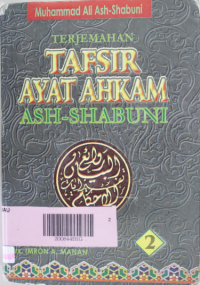 Muhammad Ali Ash-Shabuni
TERJEMAHAN
TAFSIR
AYAT AHKAM
ASH-SHABUNI
2
IMRON A. MANAN